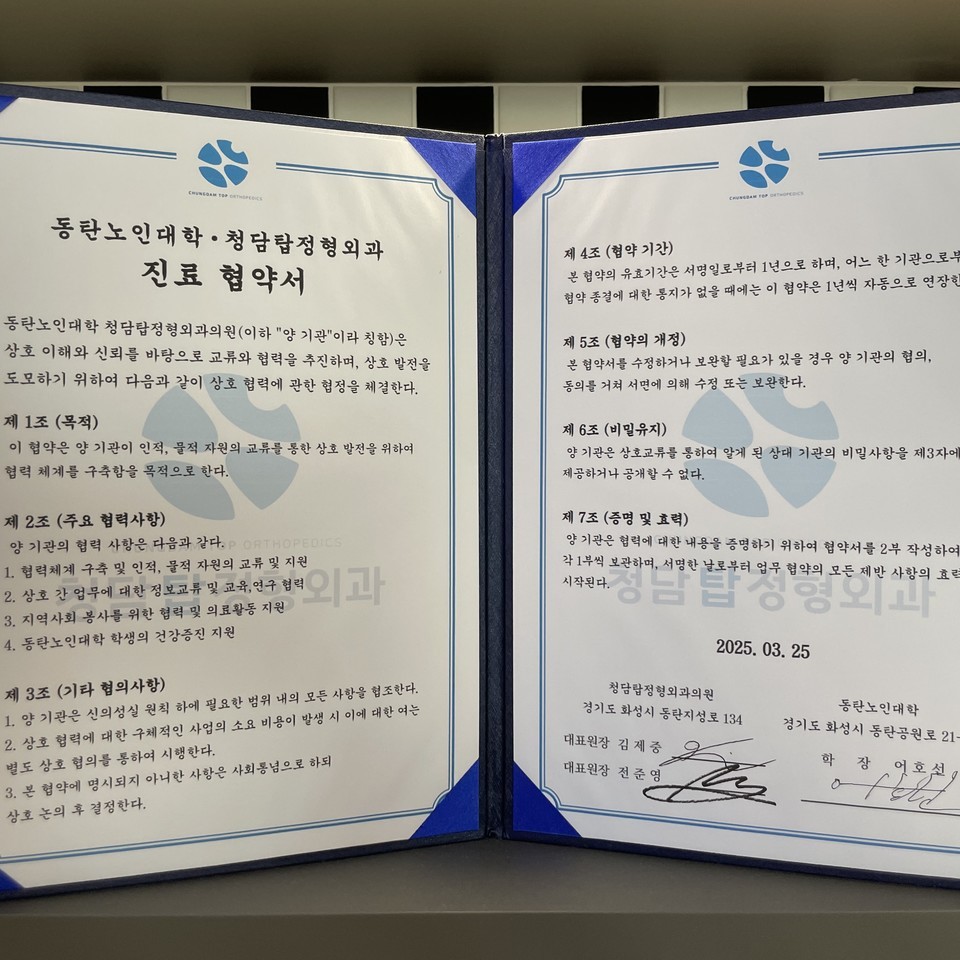 CHUNGDAM TOP ORTHOPEDICS
동탄노인대학·청담탑정형외과
진료 협약서
동탄노인대학 청담탑정형외과의원(이하 "양 기관"이라 칭함)은
상호 이해와 신뢰를 바탕으로 교류와 협력을 추진하며, 상호 발전을
도모하기 위하여 다음과 같이 상호 협력에 관한 협정을 체결한다.
제 1조 (목적)
이 협약은 양 기관이 인적, 물적 자원의 교류를 통한 상호 발전을 위하여
협력 체계를 구축함을 목적으로 한다.
제 2조 (주요 협력사항)
양 기관의 협력 사항은 다음과 같다.
1. 협력체계 구축 및 인적, 물적 자원의 교류 및 지원
2. 상호 간 업무에 대한 정보교류 및 교육,연구 협력
3. 지역사회 봉사를 위한 협력 및 의료활동 지원
4. 동탄노인대학 학생의 건강증진 지원
CHUNGDAM TOP ORTHOPEDICS
청담탑정형외과
제 3조 (기타 협의사항)
1. 양 기관은 신의성실 원칙 하에 필요한 범위 내의 모든 사항을 협조한다.
2. 상호 협력에 대한 구체적인 사업의 소요 비용이 발생 시 이에 대한 여는
별도 상호 협의를 통하여 시행한다.
3. 본 협약에 명시되지 아니한 사항은 사회통념으로 하되
상호 논의 후 결정한다.
CHUNGDAM TOP ORTHOPEDICS
제 4조 (협약 기간)
본 협약의 유효기간은 서명일로부터 1년으로 하며, 어느 한 기관으로부
협약 종결에 대한 통지가 없을 때에는 이 협약은 1년씩 자동으로 연장한
제 5조 (협약의 개정)
본 협약서를 수정하거나 보완할 필요가 있을 경우 양 기관의 협의,
동의를 거쳐 서면에 의해 수정 또는 보완한다.
제 6조 (비밀유지)
양 기관은 상호교류를 통하여 알게 된 상대 기관의 비밀사항을 제3자에
제공하거나 공개할 수 없다.
제 7조 (증명 및 효력)
양 기관은 협력에 대한 내용을 증명하기 위하여 협약서를 2부 작성하여
각 1부씩 보관하며, 서명한 날로부터 업무 협약의 모든 제반 사항의 효력
시작된다.
청담탑정형외과
2025. 03. 25
청담탑정형외과의원
경기도 화성시 동탄지성로 134
대표원장 김제중
대표원장 전준영
동탄노인대학
경기도 화성시 동탄공원로 21-
학 장 어호선